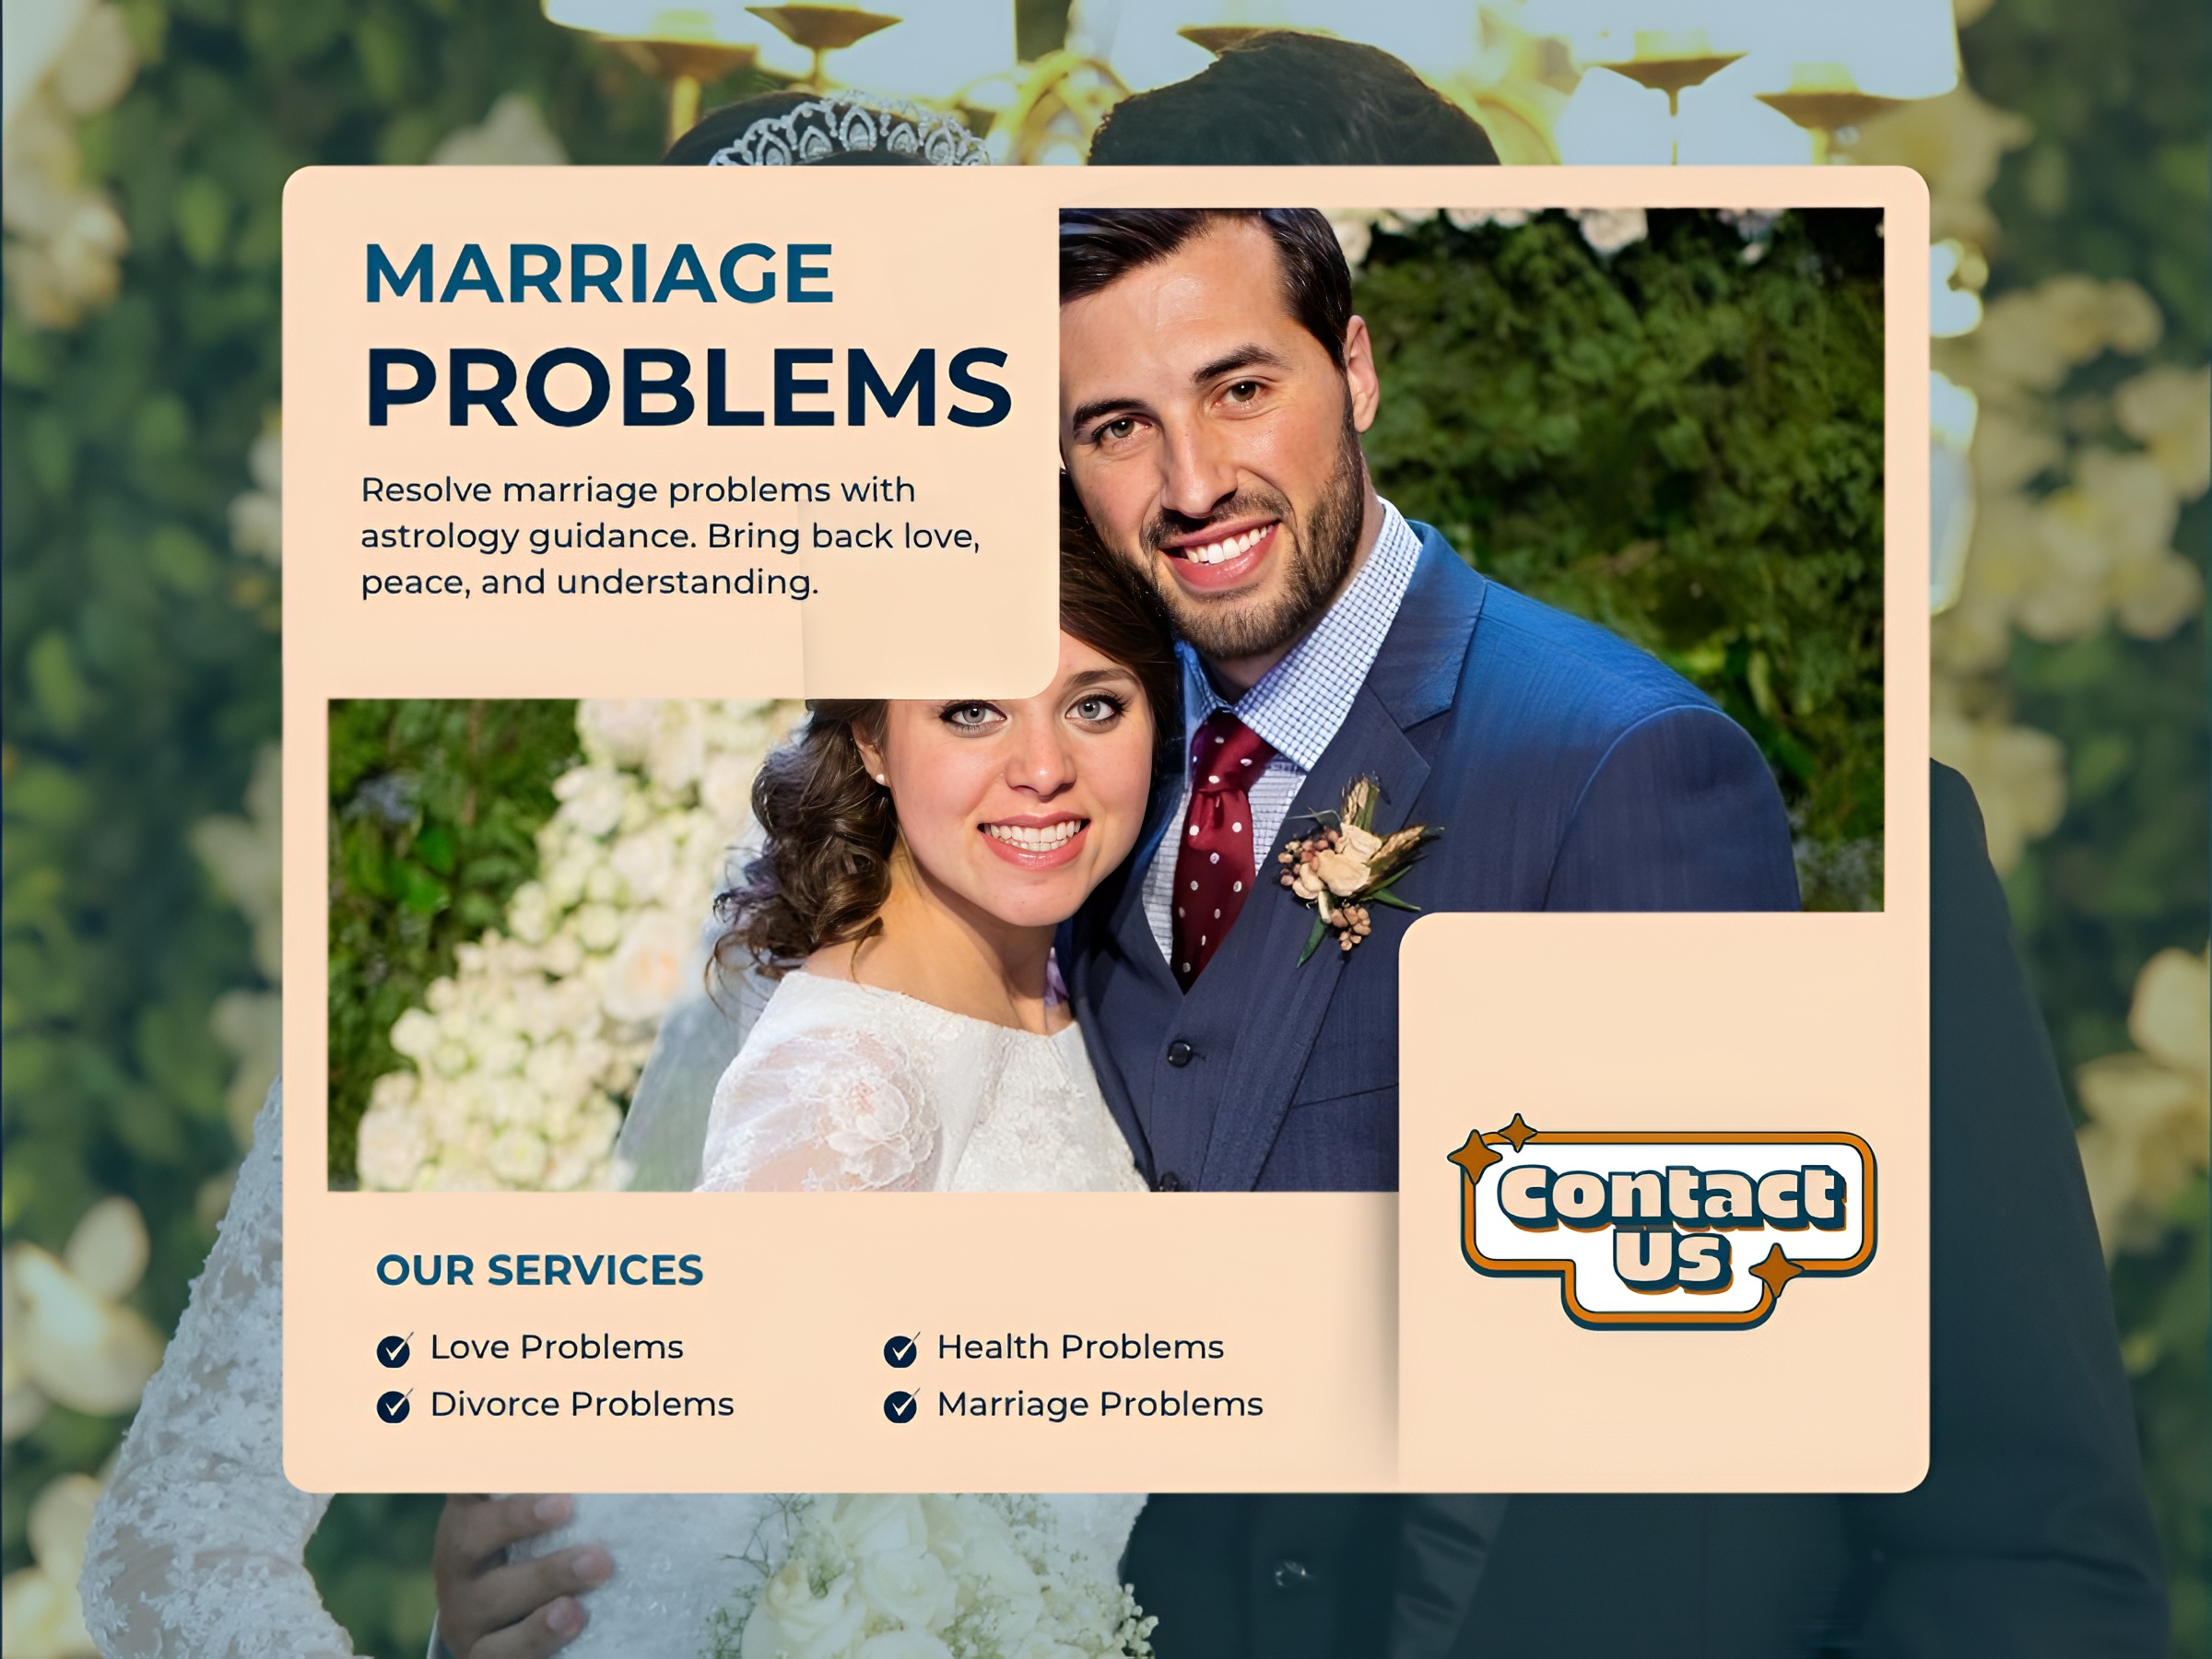 MARRIAGE
PROBLEMS
Resolve marriage problems with
astrology guidance. Bring back love,
peace, and understanding.
OUR SERVICES
Love Problems
Divorce Problems
Health Problems
Marriage Problems
Contact
Us